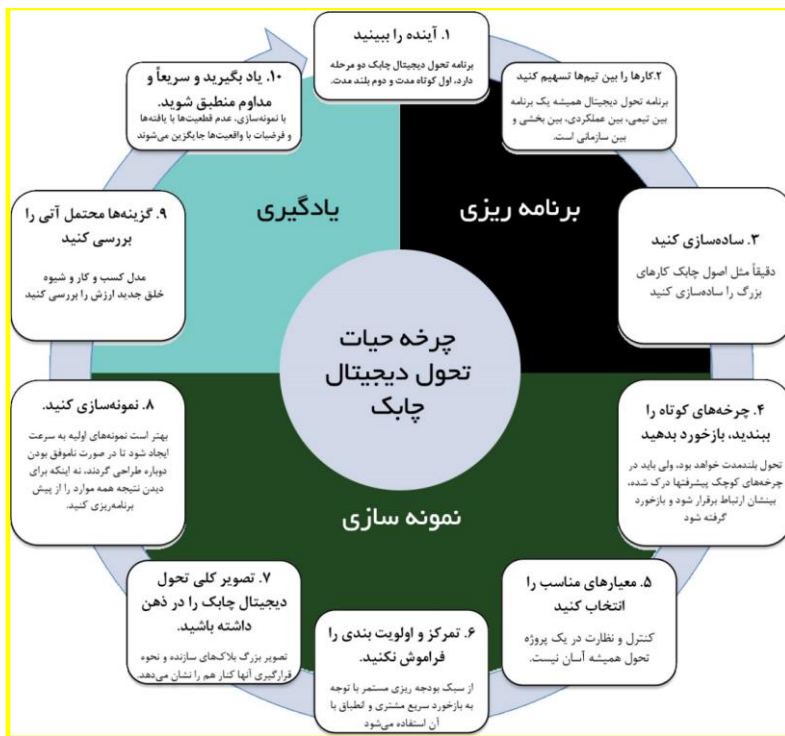 ۱. آینده را ببینید
برنامه تحول دیجیتال چابک دو مرحله
دارد، اول کوتاه مدت و دوم بلند مدت.
۲.کارها را بین تیم‌ها تسهیم کنید
برنامه تحول دیجیتال همیشه یک برنامه
بین تیمی، بین عملکردی، بین بخشی و
بین سازمانی است.
۳. ساده‌سازی کنید
دقیقاً مثل اصول چابک کارهای
بزرگ را ساده‌سازی کنید
۴. چرخه‌های کوتاه را
ببندید، بازخورد بدهید
تحول بلندمدت خواهد بود، ولی باید در
چرخه‌های کوچک پیشرفتها درک شده،
بینشان ارتباط برقرار شود و بازخورد
گرفته شود
۵. معیارهای مناسب را
انتخاب کنید
کنترل و نظارت در یک پروژه
تحول همیشه آسان نیست.
۶. تمرکز و اولویت بندی را
فراموش نکنید.
از سبک بودجه ریزی مستمر با توجه
به بازخورد سریع مشتری و انطباق با
آن استفاده می‌شود
۷. تصویر کلی تحول
دیجیتال چابک را در ذهن
داشته باشید.
تصویر بزرگ بلاک‌های سازنده و نحوه
قرارگیری آنها کنار هم را نشان می‌دهد.
۸. نمونه‌سازی کنید.
بهتر است نمونه‌های اولیه به سرعت
ایجاد شود تا در صورت ناموفق بودن
دوباره طراحی گردند، نه اینکه برای
دیدن نتیجه همه موارد را از پیش
برنامه‌ریزی کنید.
۹. گزینه‌ها محتمل آتی را
بررسی کنید
مدل کسب و کار و شیوه
خلق جدید ارزش را بررسی کنید
۱۰. یاد بگیرید و سریعاً و
مداوم منطبق شوید.
با نمونه‌سازی، عدم قطعیت‌ها با یافته‌ها
و فرضیات با واقعیت‌ها جایگزین می‌شوند
برنامه ریزی
یادگیری
نمونه سازی
چرخه حیات
تحول دیجیتال
چابک